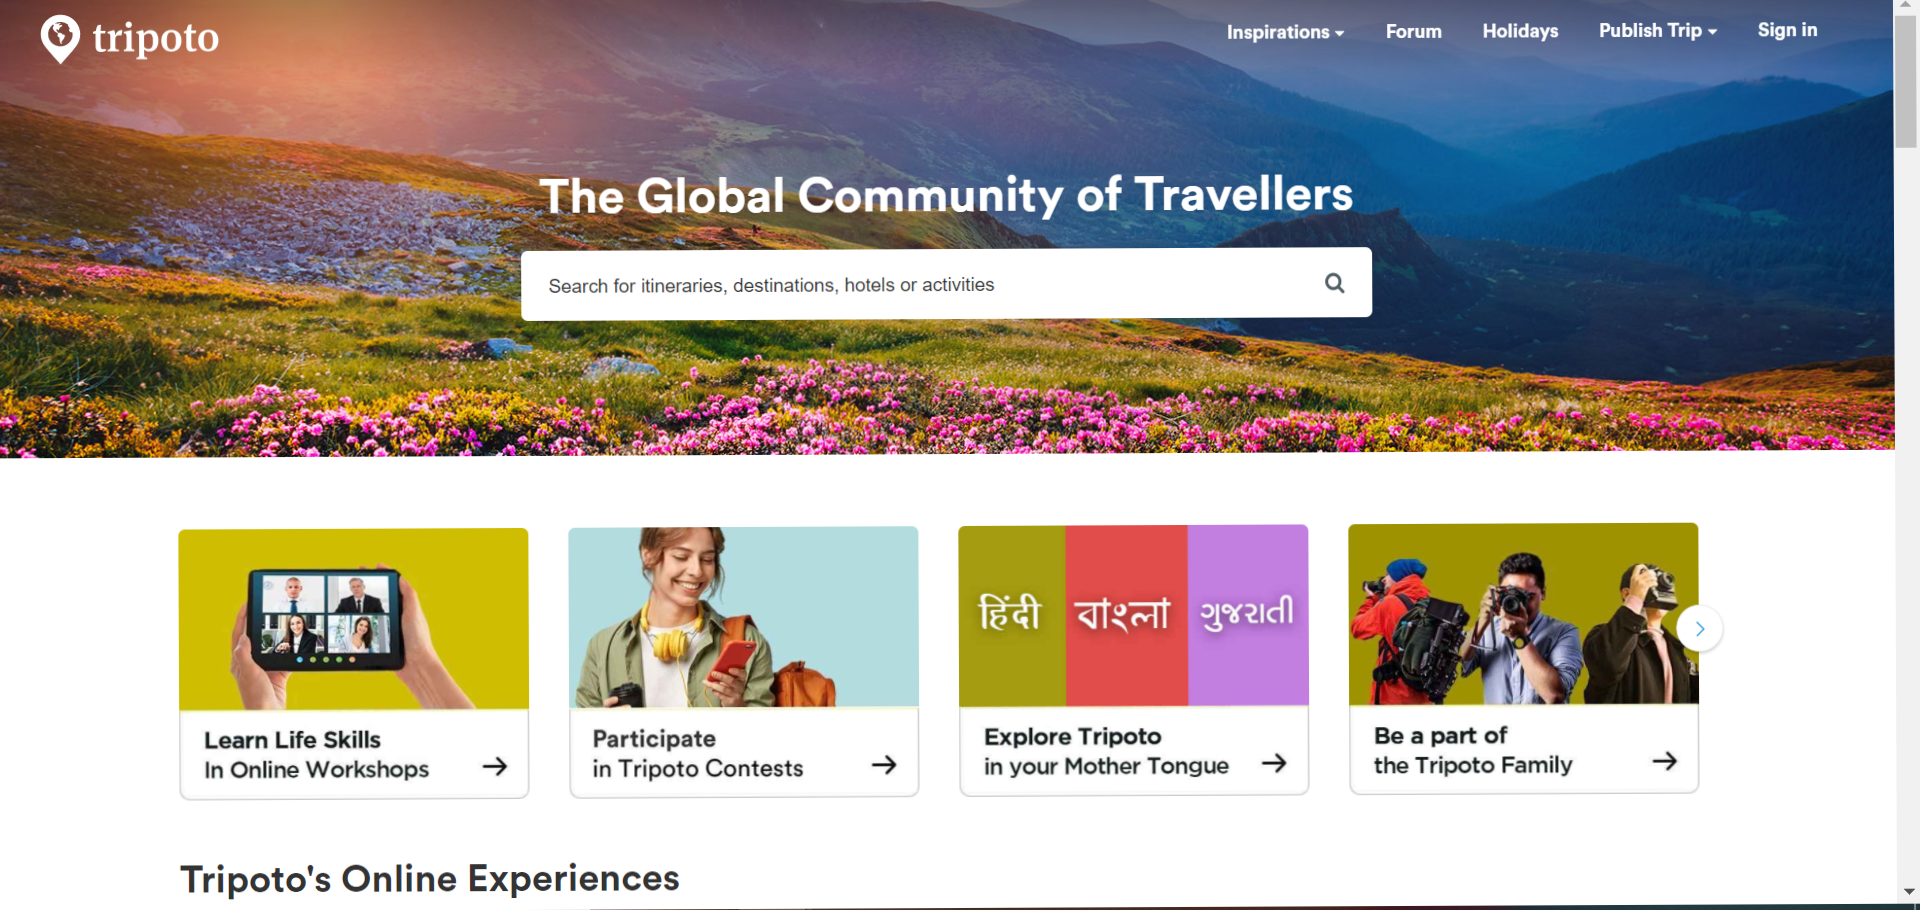 tripoto
Inspirations
Forum
Holidays
Publish Trip
Sign in
The Global Community of Travellers
Search for itineraries, destinations, hotels or activities
हिंदी
বাংলা
ગુજરાતી
Learn Life Skills
In Online Workshops
Participate
in Tripoto Contests
Explore Tripoto
in your Mother Tongue
Be a part of
the Tripoto Family
Tripoto's Online Experiences